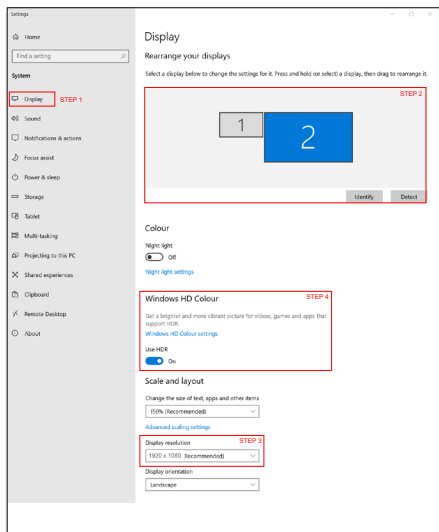 Settings
Home
Find a setting
System
Display
STEP 1
Sound
Notifications & actions
Focus assist
Power & sleep
Storage
Tablet
Multi-tasking
Projecting to this PC
Shared experiences
Clipboard
Remote Desktop
About
Display
Rearrange your displays
Select a display below to change the settings for it. Press and hold (or select) a display, then drag to rearrange it.
STEP 2
1
2
Identify
Detect
Colour
Night light
Off
Night light settings
Windows HD Colour
STEP 4
Get a brighter and more vibrant picture for videos, games and apps that
support HDR.
Windows HD Colour settings
Use HDR
On
Scale and layout
Change the size of text, apps and other items
150% (Recommended)
Advanced scaling settings
Display resolution
STEP 3
1920 x 1080 (Recommended)
Display orientation
Landscape